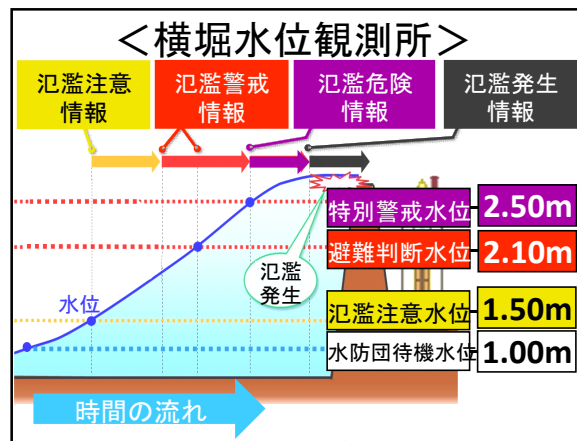 ＜横堀水位観測所＞
氾濫注意
情報
氾濫警戒
情報
氾濫危険
情報
氾濫発生
情報
特別警戒水位 2.50m
避難判断水位 2.10m
氾濫
発生
水位
氾濫注意水位 1.50m
水防団待機水位 1.00m
時間の流れ